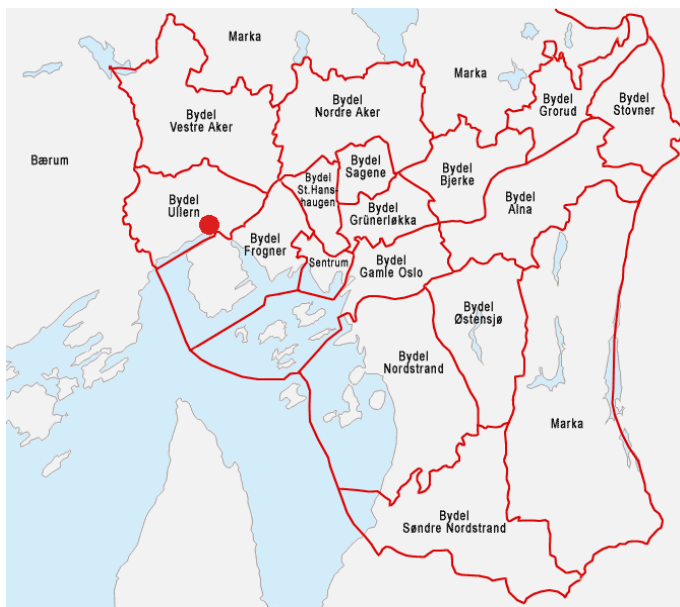 Marka
Marka
Bydel
Grorud
Bydel
Stovner
Bydel
Vestre Aker
Bydel
Nordre Aker
Bærum
Bydel
Sagene
Bydel
Bjerke
Bydel
St.Hans-
haugen
Bydel
Ullern
Bydel
Grünerløkka
Bydel
Alna
Bydel
Frogner
Sentrum
Bydel
Gamle Oslo
Bydel
Østensjø
Bydel
Nordstrand
Marka
Bydel
Søndre Nordstrand